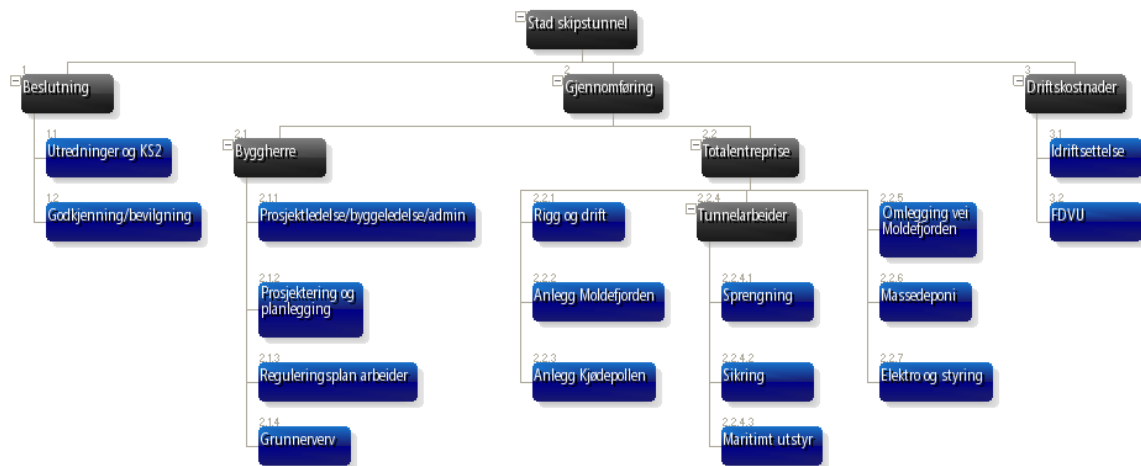 Stad skipstunnel
1
Beslutning
2
Gjennomføring
3
Driftskostnader
1.1
Utredninger og KS2
1.2
Godkjenning/bevilgning
2.1
Byggherre
2.1.1
Prosjektledelse/byggeledelse/admin
2.1.2
Prosjektering og
planlegging
2.1.3
Reguleringsplan arbeider
2.1.4
Grunnerverv
2.2
Totalentreprise
2.2.1
Rigg og drift
2.2.2
Anlegg Moldefjorden
2.2.3
Anlegg Kjødepollen
2.2.4
Tunnelarbeider
2.2.4.1
Sprengning
2.2.4.2
Sikring
2.2.4.3
Maritimt utstyr
2.2.5
Omlegging vei
Moldefjorden
2.2.6
Massedeponi
2.2.7
Elektro og styring
3.1
Idriftsettelse
3.2
FDVU